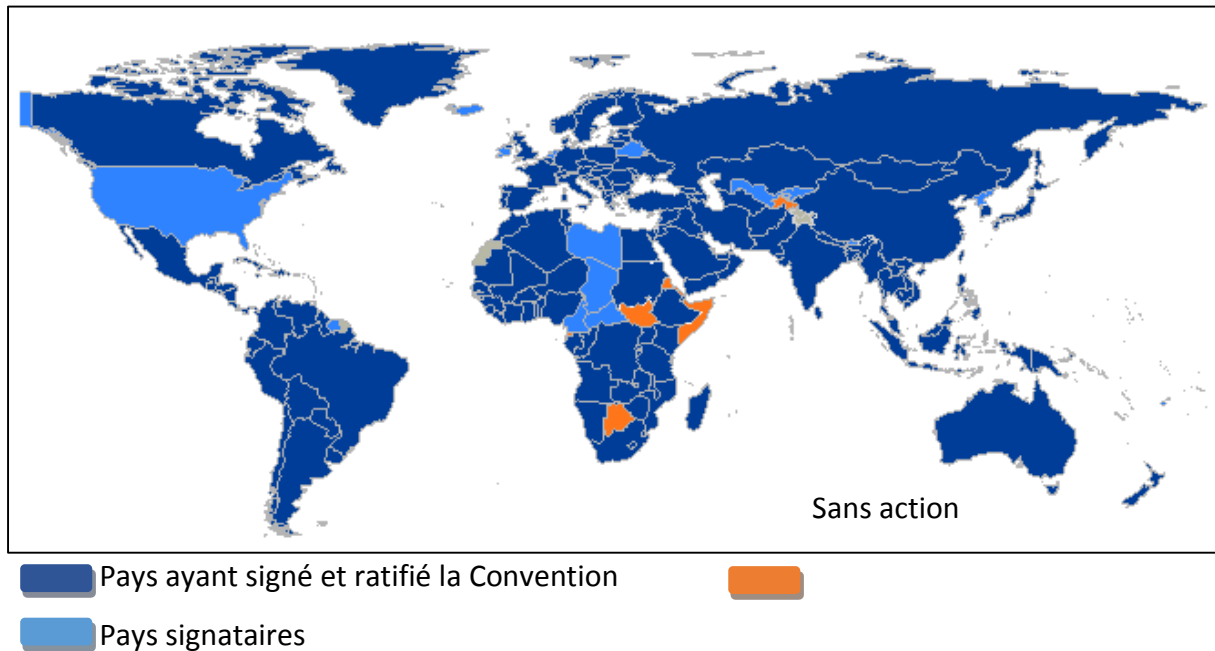 Sans action
Pays ayant signé et ratifié la Convention
Pays signataires